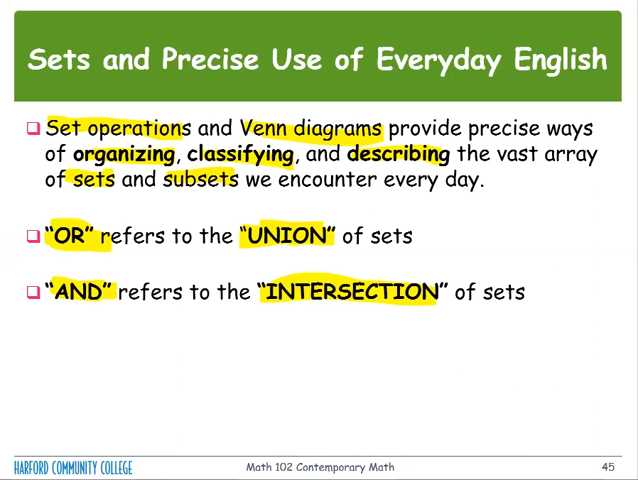 Sets and Precise Use of Everyday English
Set operations and Venn diagrams provide precise ways
of organizing, classifying, and describing the vast array
of sets and subsets we encounter every day.
“OR” refers to the “UNION” of sets
“AND” refers to the “INTERSECTION” of sets
HARFORD COMMUNITY COLLEGE
Math 102 Contemporary Math
45